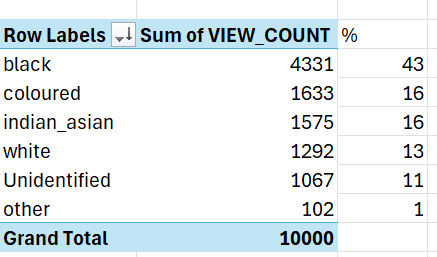 Row Labels Sum of VIEW_COUNT %
black 4331 43
coloured 1633 16
indian_asian 1575 16
white 1292 13
Unidentified 1067 11
other 102 1
Grand Total 10000